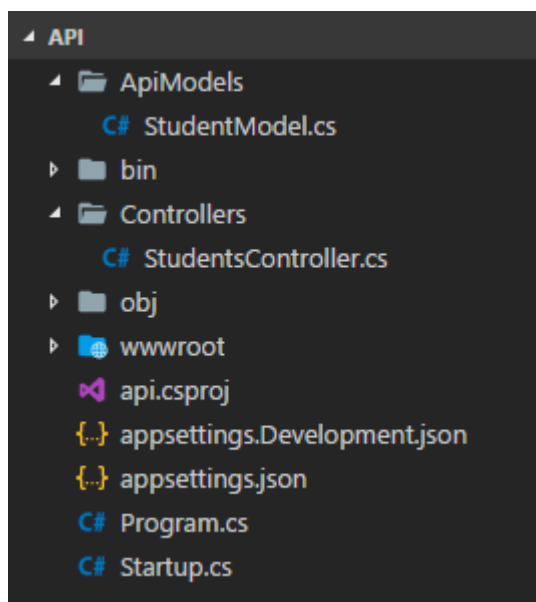 API
ApiModels
C# StudentModel.cs
bin
Controllers
C# StudentsController.cs
obj
wwwroot
api.csproj
{...} appsettings.Development.json
{...} appsettings.json
C# Program.cs
C# Startup.cs